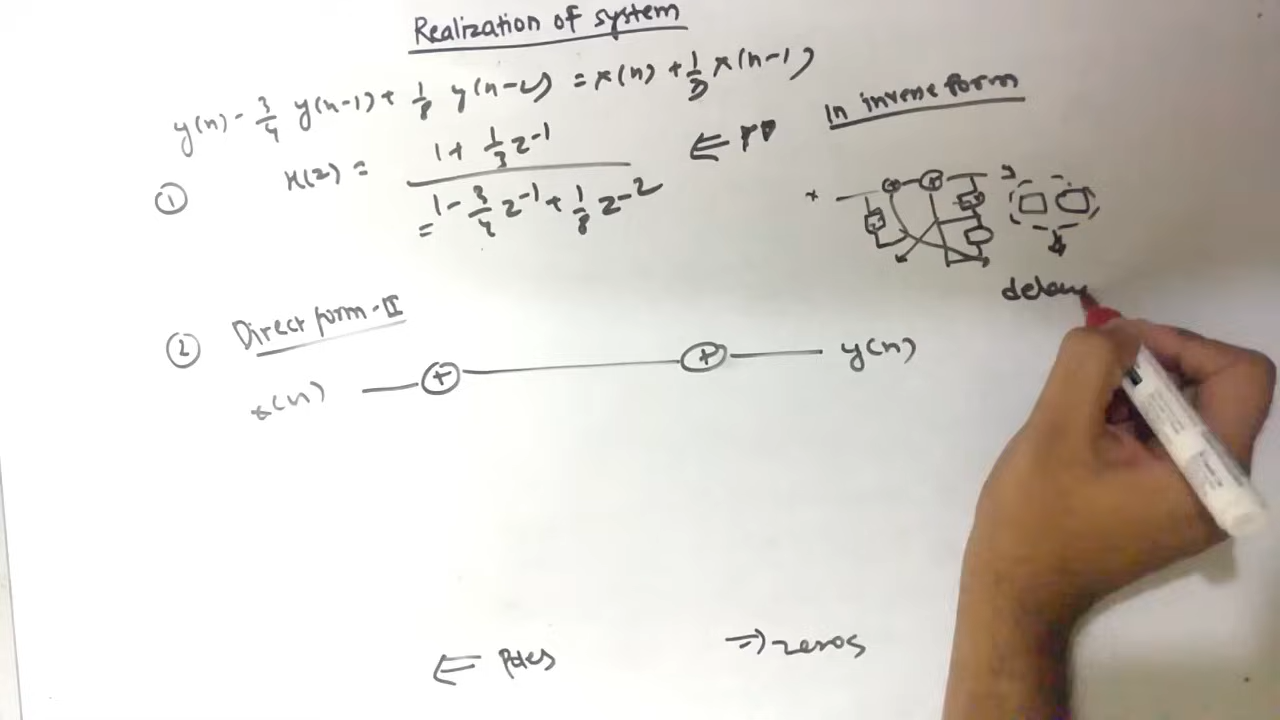 Realization of system
y(n) - 3/4 y(n-1) + 1/8 y(n-2) = x(n) + 1/3 x(n-1)
In inverse form
① H(z) = 1 + 1/3 z^-1
= 1 - 3/4 z^-1 + 1/8 z^-2
x y
delay
② Direct form-II
x(n) + + y(n)
⇐ Poles ⇒ zeros